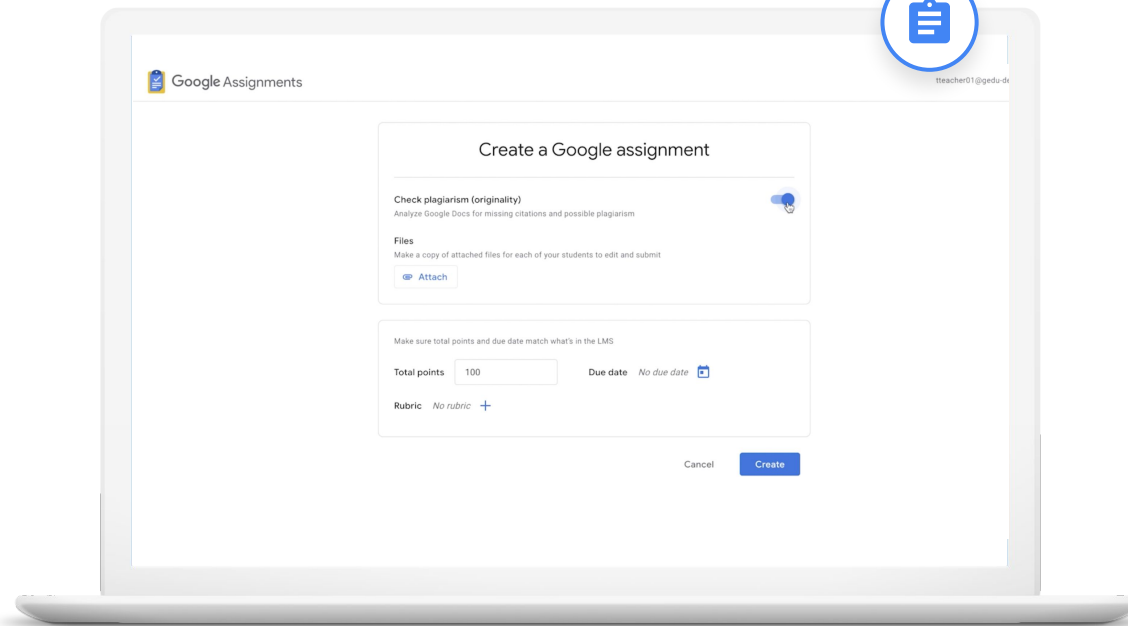 Google Assignments
tteacher01@gedu-de
Create a Google assignment
Check plagiarism (originality)
Analyze Google Docs for missing citations and possible plagiarism
Files
Make a copy of attached files for each of your students to edit and submit
Attach
Make sure total points and due date match what's in the LMS
Total points 100 Due date No due date
Rubric No rubric
Cancel Create